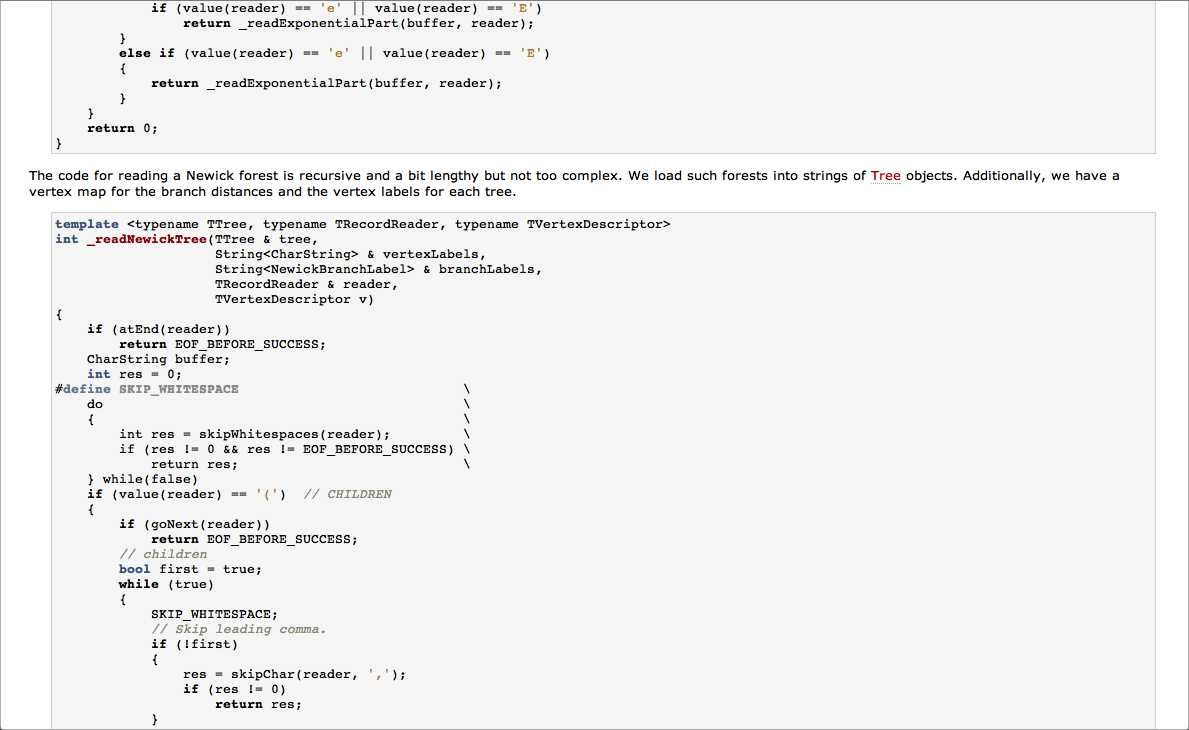 if (value(reader) == 'e' || value(reader) == 'E')
                return _readExponentialPart(buffer, reader);
        }
        else if (value(reader) == 'e' || value(reader) == 'E')
        {
            return _readExponentialPart(buffer, reader);
        }
    }
    return 0;
}
The code for reading a Newick forest is recursive and a bit lengthy but not too complex. We load such forests into strings of Tree objects. Additionally, we have a
vertex map for the branch distances and the vertex labels for each tree.
template <typename TTree, typename TRecordReader, typename TVertexDescriptor>
int _readNewickTree(TTree & tree,
                    String<CharString> & vertexLabels,
                    String<NewickBranchLabel> & branchLabels,
                    TRecordReader & reader,
                    TVertexDescriptor v)
{
    if (atEnd(reader))
        return EOF_BEFORE_SUCCESS;
    CharString buffer;
    int res = 0;
#define SKIP_WHITESPACE                            \
    do                                             \
    {                                              \
        int res = skipWhitespaces(reader);         \
        if (res != 0 && res != EOF_BEFORE_SUCCESS) \
            return res;                            \
    } while(false)
    if (value(reader) == '(')  // CHILDREN
    {
        if (goNext(reader))
            return EOF_BEFORE_SUCCESS;
        // children
        bool first = true;
        while (true)
        {
            SKIP_WHITESPACE;
            // Skip leading comma.
            if (!first)
            {
                res = skipChar(reader, ',');
                if (res != 0)
                    return res;
            }